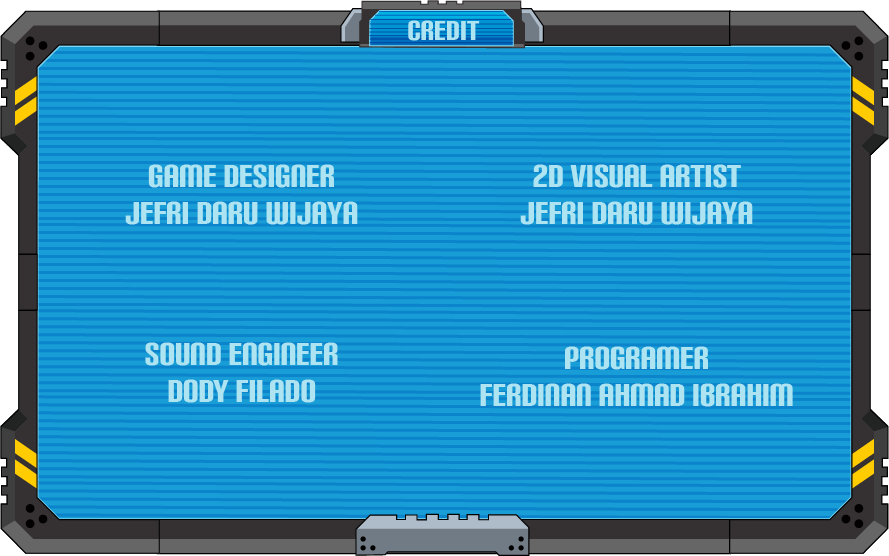 CREDIT
GAME DESIGNER
JEFRI DARU WIJAYA
2D VISUAL ARTIST
JEFRI DARU WIJAYA
SOUND ENGINEER
DODY FILADO
PROGRAMER
FERDINAN AHMAD IBRAHIM